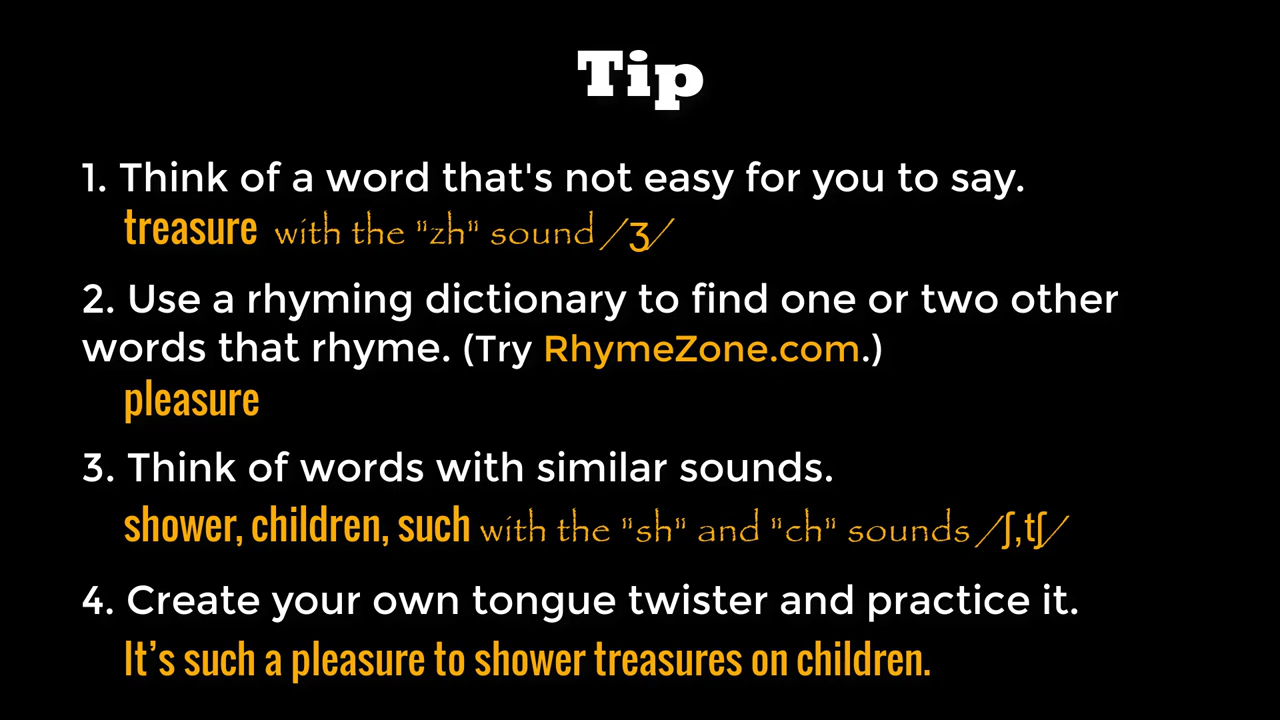 Tip
1. Think of a word that's not easy for you to say.
treasure with the "zh" sound /ʒ/
2. Use a rhyming dictionary to find one or two other
words that rhyme. (Try RhymeZone.com.)
pleasure
3. Think of words with similar sounds.
shower, children, such with the "sh" and "ch" sounds /ʃ,tʃ/
4. Create your own tongue twister and practice it.
It’s such a pleasure to shower treasures on children.